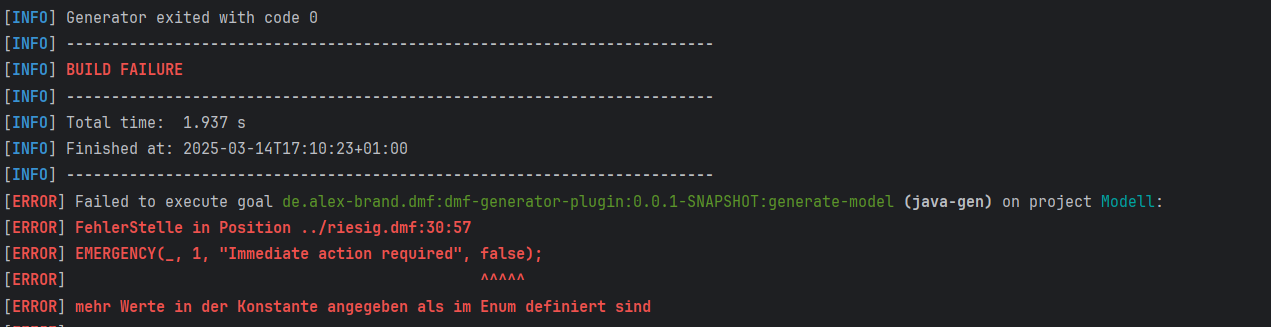 [INFO] Generator exited with code 0
[INFO] ------------------------------------------------------------------------
[INFO] BUILD FAILURE
[INFO] ------------------------------------------------------------------------
[INFO] Total time:  1.937 s
[INFO] Finished at: 2025-03-14T17:10:23+01:00
[INFO] ------------------------------------------------------------------------
[ERROR] Failed to execute goal de.alex-brand.dmf:dmf-generator-plugin:0.0.1-SNAPSHOT:generate-model (java-gen) on project Modell:
[ERROR] FehlerStelle in Position ../riesig.dmf:30:57
[ERROR] EMERGENCY(_, 1, "Immediate action required", false);
[ERROR]                                              ^^^^^
[ERROR] mehr Werte in der Konstante angegeben als im Enum definiert sind